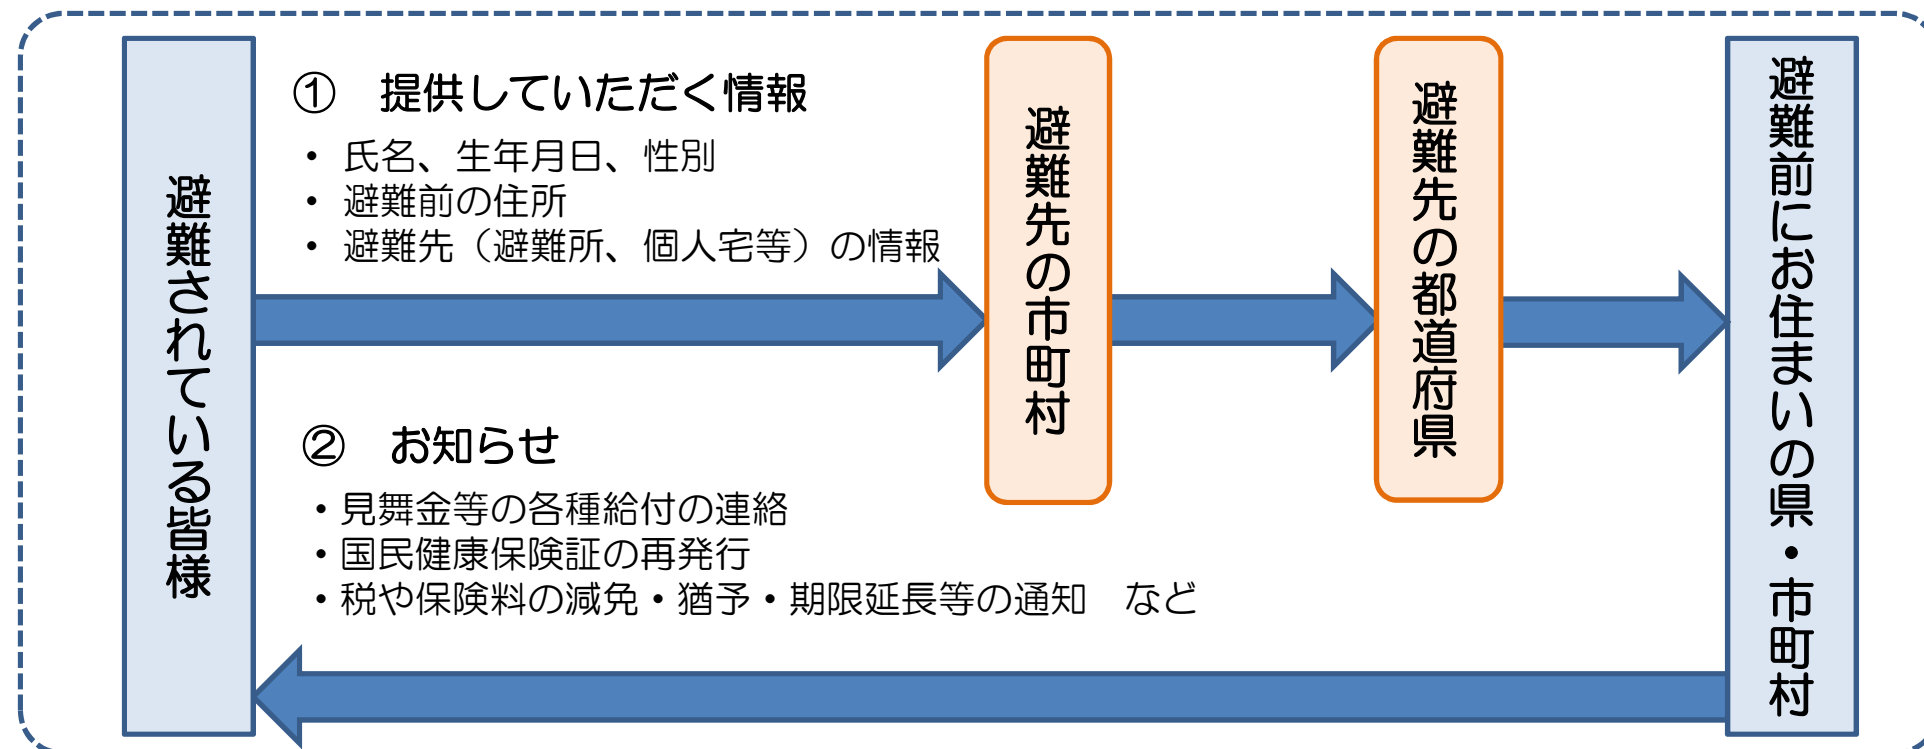 避難されている皆様
①　提供していただく情報
・ 氏名、生年月日、性別
・ 避難前の住所
・ 避難先（避難所、個人宅等）の情報
避難先の市町村
避難先の都道府県
避難前にお住まいの県・市町村
②　お知らせ
・見舞金等の各種給付の連絡
・国民健康保険証の再発行
・税や保険料の減免・猶予・期限延長等の通知　など